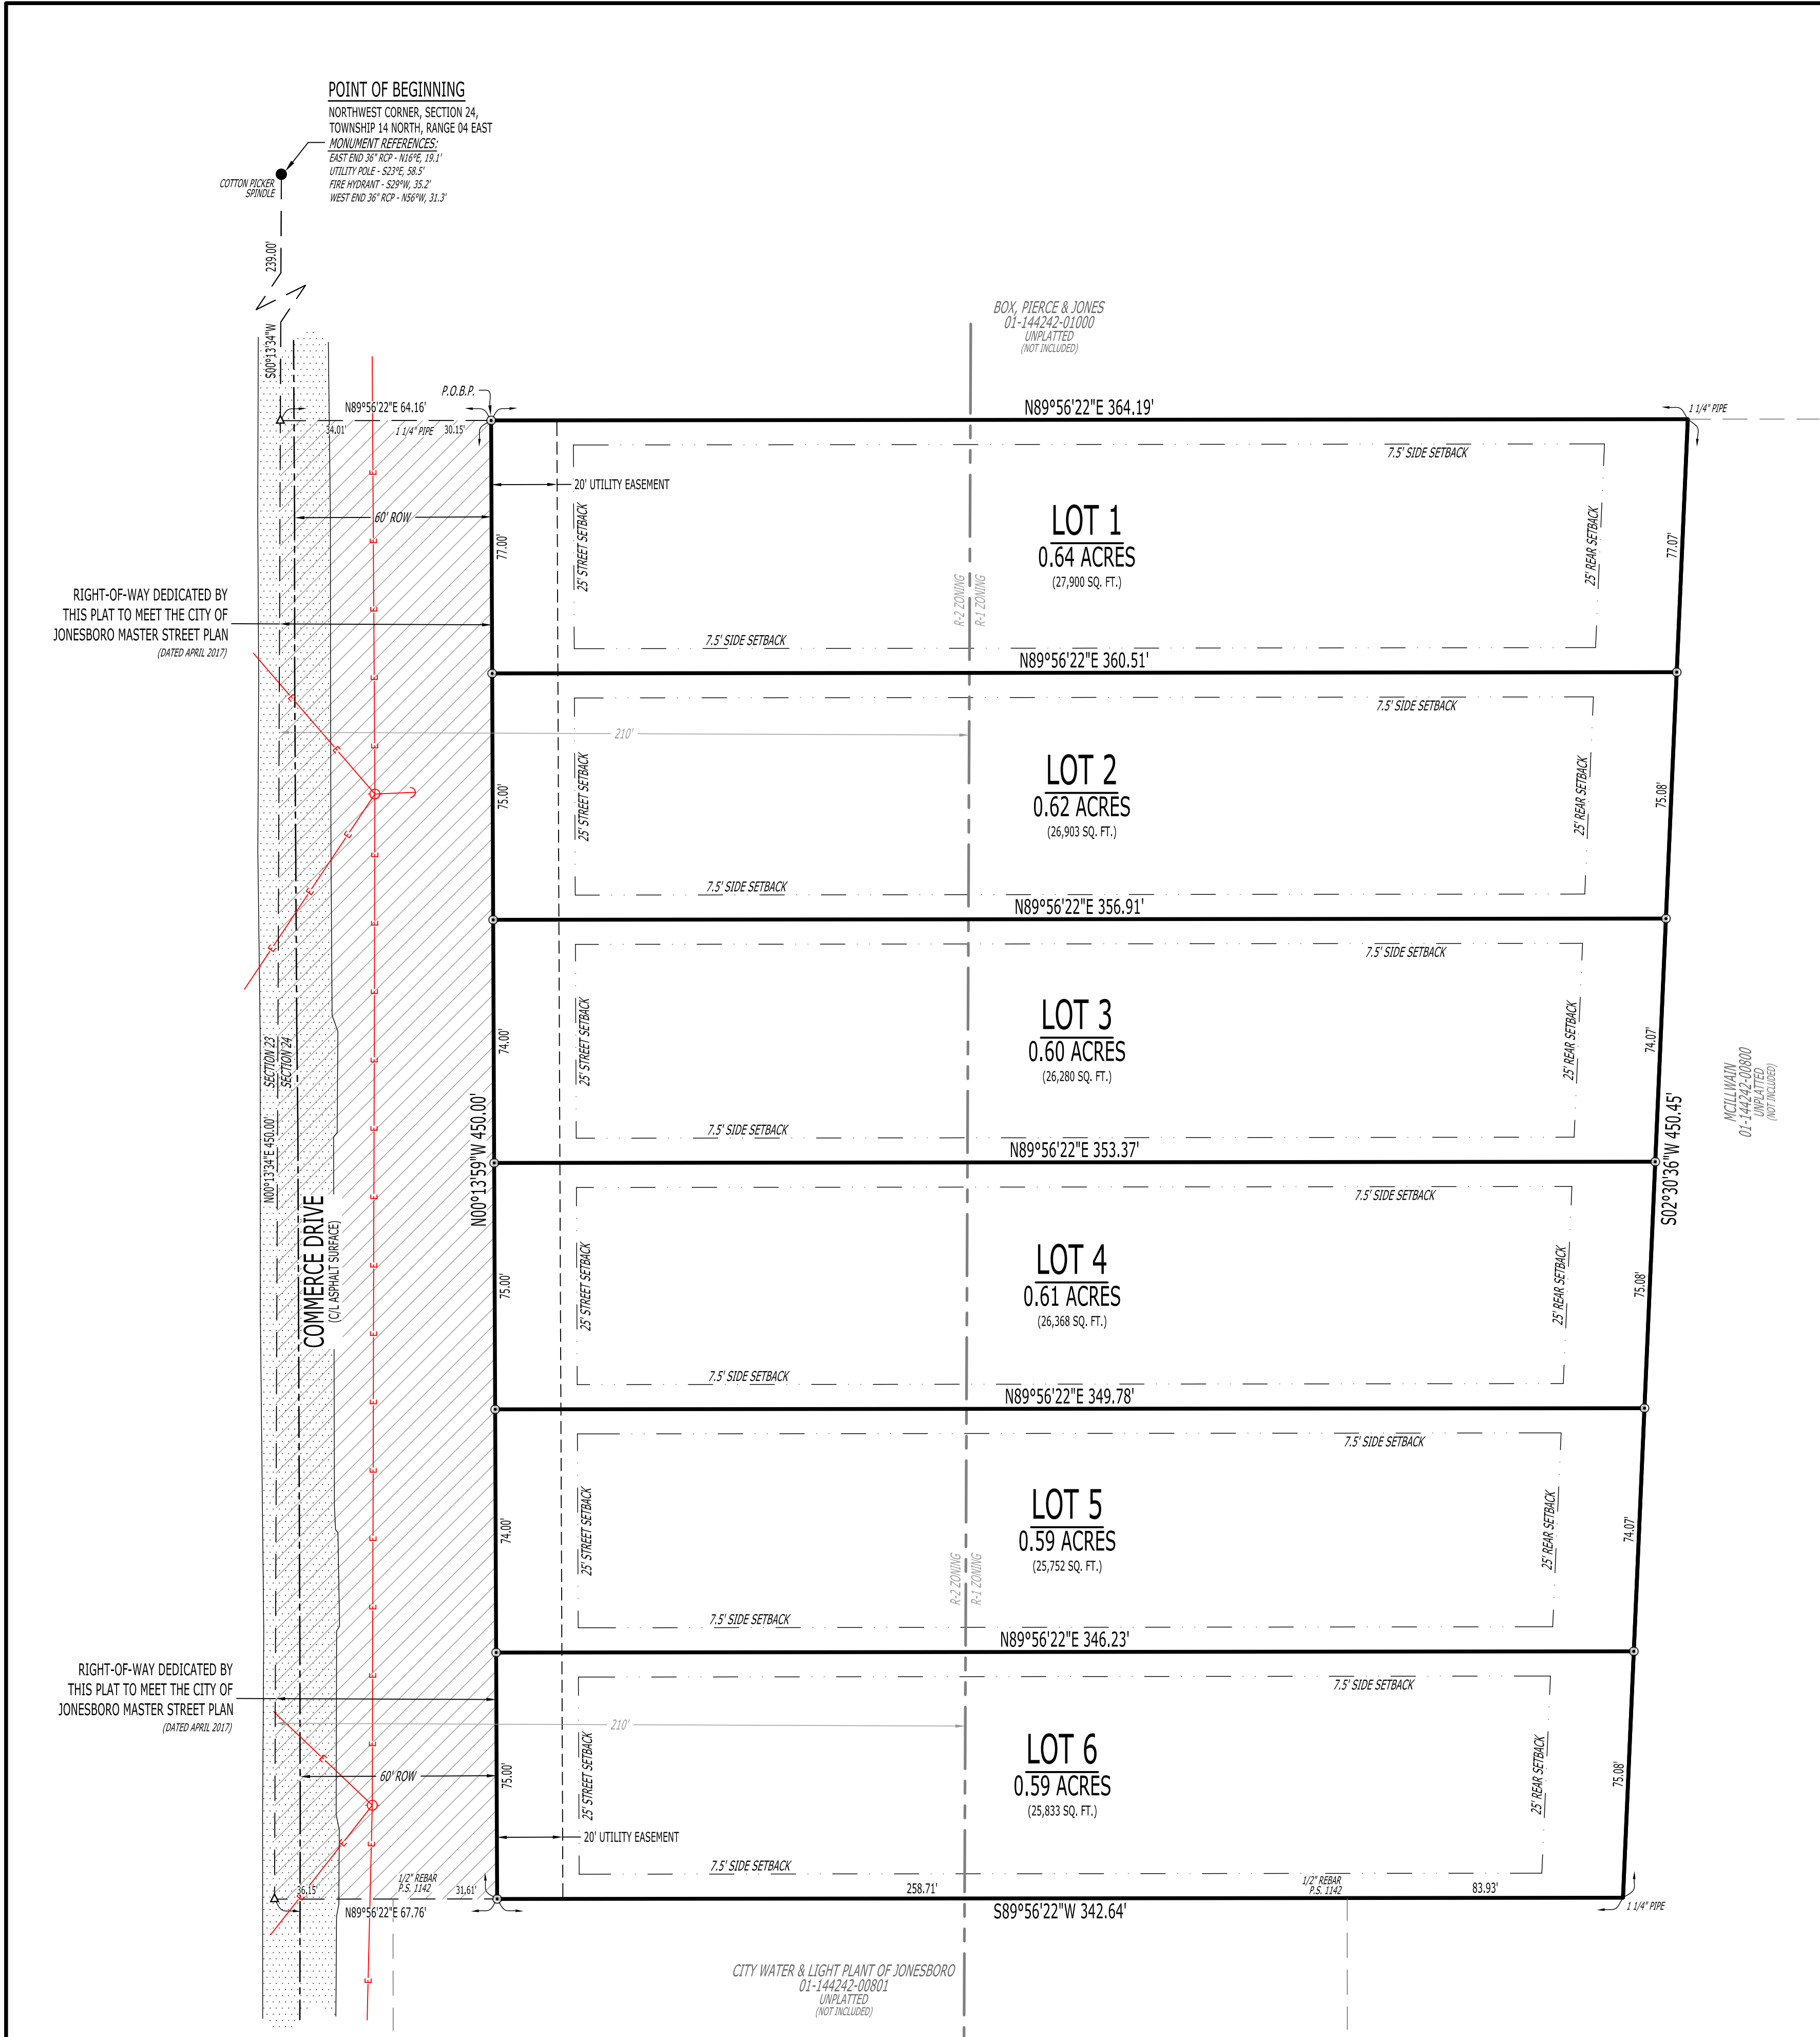 POINT OF BEGINNING
NORTHWEST CORNER, SECTION 24,
TOWNSHIP 14 NORTH, RANGE 04 EAST
MONUMENT REFERENCES:
EAST END 36" RCP - N16°E, 19.1'
UTILITY POLE - S23°E, 58.5'
FIRE HYDRANT - S29°W, 35.2'
WEST END 36" RCP - N56°W, 31.3'
COTTON PICKER
SPINDLE
239.00'
S00°13'34"W
BOX, PIERCE & JONES
01-144242-01000
UNPLATTED
(NOT INCLUDED)
P.O.B.P.
N89°56'22"E 64.16'
34.01'
1 1/4" PIPE
30.15'
N89°56'22"E 364.19'
1 1/4" PIPE
7.5' SIDE SETBACK
20' UTILITY EASEMENT
60' ROW
77.00'
25' STREET SETBACK
LOT 1
0.64 ACRES
(27,900 SQ. FT.)
R-2 ZONING
R-1 ZONING
25' REAR SETBACK
77.07'
RIGHT-OF-WAY DEDICATED BY
THIS PLAT TO MEET THE CITY OF
JONESBORO MASTER STREET PLAN
(DATED APRIL 2017)
7.5' SIDE SETBACK
N89°56'22"E 360.51'
7.5' SIDE SETBACK
210'
75.00'
25' STREET SETBACK
LOT 2
0.62 ACRES
(26,903 SQ. FT.)
25' REAR SETBACK
75.08'
7.5' SIDE SETBACK
N89°56'22"E 356.91'
7.5' SIDE SETBACK
SECTION 23
SECTION 24
74.00'
25' STREET SETBACK
LOT 3
0.60 ACRES
(26,280 SQ. FT.)
25' REAR SETBACK
74.07'
MCILLWAIN
01-144242-00800
UNPLATTED
(NOT INCLUDED)
7.5' SIDE SETBACK
N89°56'22"E 353.37'
N00°13'34"E 450.00'
N00°13'59"W 450.00'
S02°30'36"W 450.45'
7.5' SIDE SETBACK
COMMERCE DRIVE
(C/L ASPHALT SURFACE)
75.00'
25' STREET SETBACK
LOT 4
0.61 ACRES
(26,368 SQ. FT.)
25' REAR SETBACK
75.08'
7.5' SIDE SETBACK
N89°56'22"E 349.78'
7.5' SIDE SETBACK
74.00'
25' STREET SETBACK
LOT 5
0.59 ACRES
(25,752 SQ. FT.)
R-2 ZONING
R-1 ZONING
25' REAR SETBACK
74.07'
7.5' SIDE SETBACK
N89°56'22"E 346.23'
RIGHT-OF-WAY DEDICATED BY
THIS PLAT TO MEET THE CITY OF
JONESBORO MASTER STREET PLAN
(DATED APRIL 2017)
7.5' SIDE SETBACK
210'
60' ROW
75.00'
25' STREET SETBACK
LOT 6
0.59 ACRES
(25,833 SQ. FT.)
25' REAR SETBACK
75.08'
20' UTILITY EASEMENT
7.5' SIDE SETBACK
36.15'
1/2" REBAR
P.S. 1142
31.61'
N89°56'22"E 67.76'
258.71'
1/2" REBAR
P.S. 1142
83.93'
S89°56'22"W 342.64'
1 1/4" PIPE
CITY WATER & LIGHT PLANT OF JONESBORO
01-144242-00801
UNPLATTED
(NOT INCLUDED)